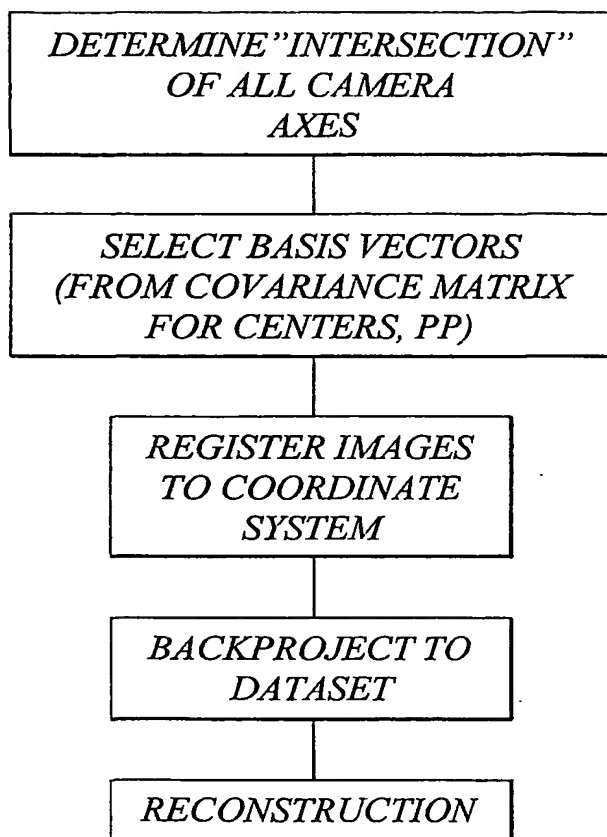 DETERMINE"INTERSECTION"
OF ALL CAMERA
AXES
SELECT BASIS VECTORS
(FROM COVARIANCE MATRIX
FOR CENTERS, PP)
REGISTER IMAGES
TO COORDINATE
SYSTEM
BACKPROJECT TO
DATASET
RECONSTRUCTION